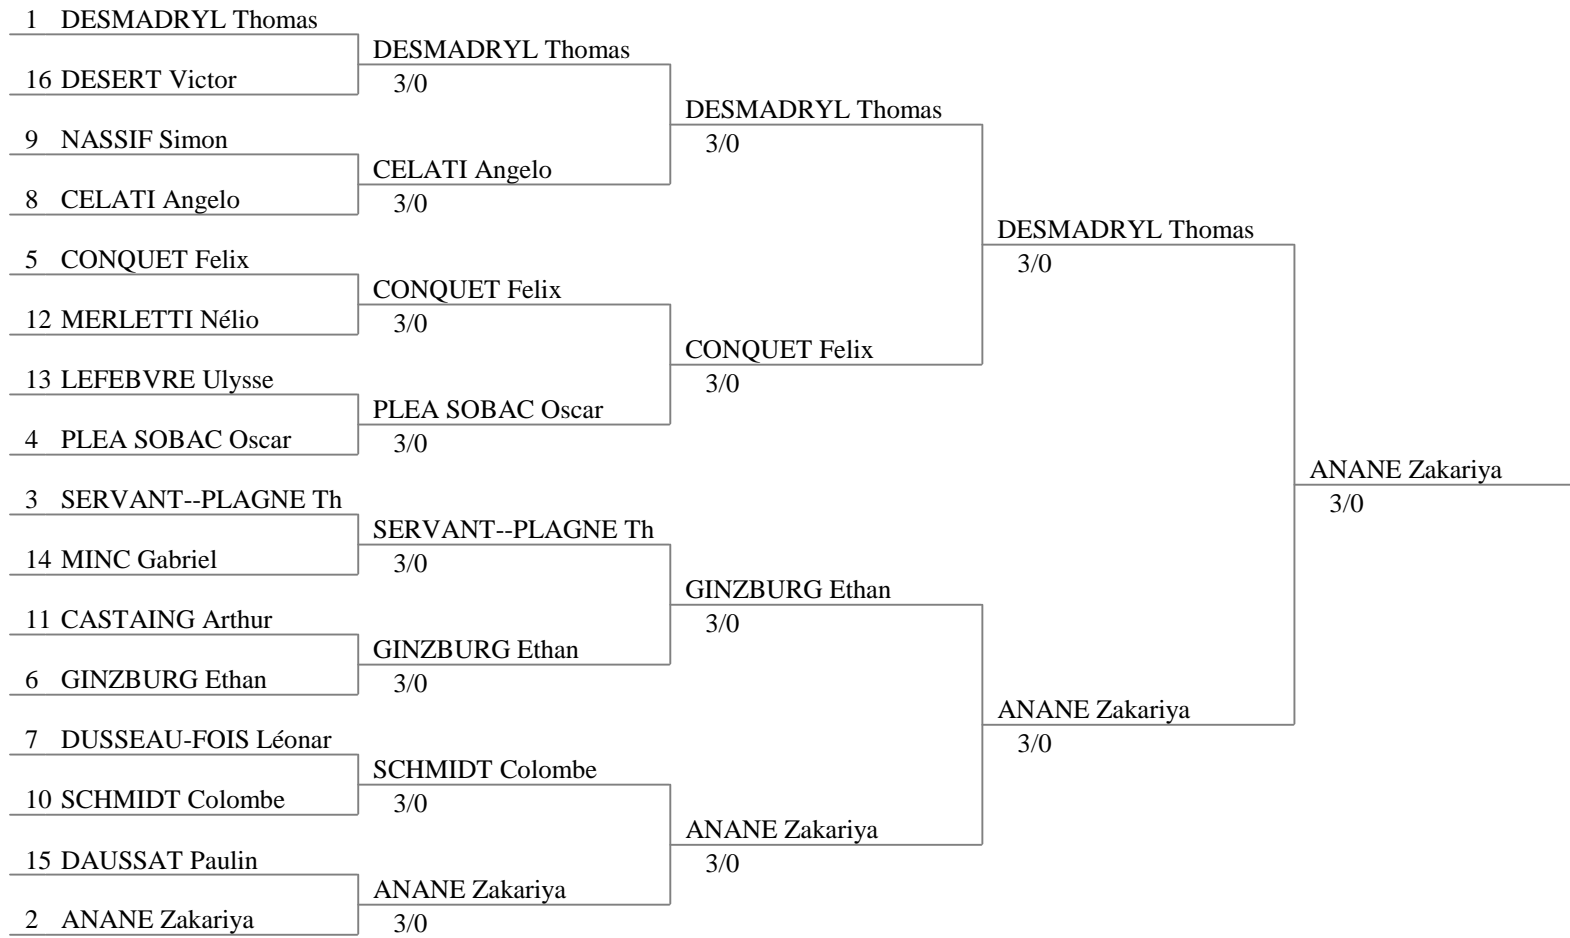 1 DESMADRYL Thomas
16 DESERT Victor
9 NASSIF Simon
8 CELATI Angelo
5 CONQUET Felix
12 MERLETTI Nélio
13 LEFEBVRE Ulysse
4 PLEA SOBAC Oscar
3 SERVANT--PLAGNE Th
14 MINC Gabriel
11 CASTAING Arthur
6 GINZBURG Ethan
7 DUSSEAU-FOIS Léonar
10 SCHMIDT Colombe
15 DAUSSAT Paulin
2 ANANE Zakariya
DESMADRYL Thomas
3/0
CELATI Angelo
3/0
CONQUET Felix
3/0
PLEA SOBAC Oscar
3/0
SERVANT--PLAGNE Th
3/0
GINZBURG Ethan
3/0
SCHMIDT Colombe
3/0
ANANE Zakariya
3/0
DESMADRYL Thomas
3/0
CONQUET Felix
3/0
GINZBURG Ethan
3/0
ANANE Zakariya
3/0
DESMADRYL Thomas
3/0
ANANE Zakariya
3/0
ANANE Zakariya
3/0